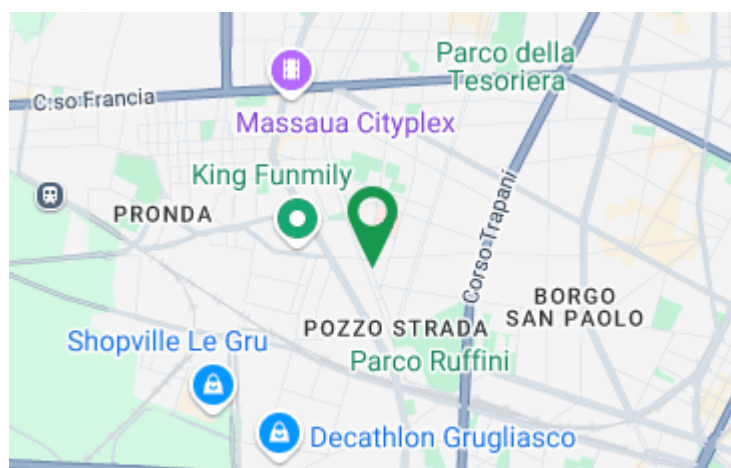 Parco della
Tesoriera
C.so Francia
Massaua Cityplex
King Funmily
PRONDA
Corso Trapani
BORGO
SAN PAOLO
POZZO STRADA
Shopville Le Gru
Parco Ruffini
Decathlon Grugliasco